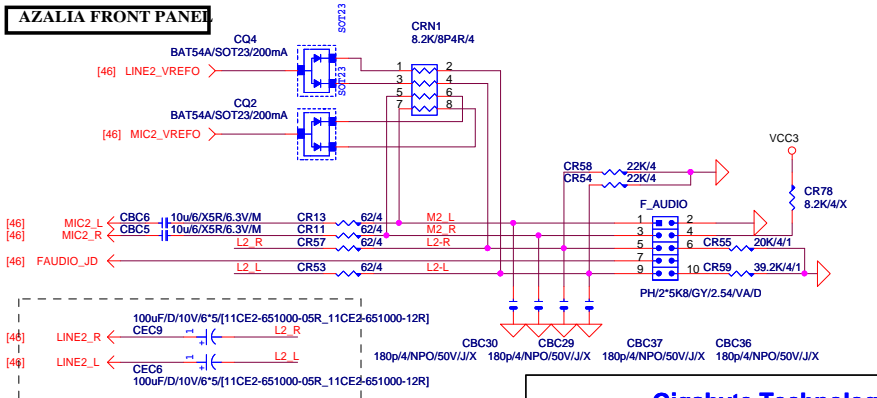 AZALIA FRONT PANEL
SOT23
CQ4
BAT54A/SOT23/200mA
CRN1
8.2K/8P4R/4
[46] LINE2_VREFO
1 2
3 4
5 6
7 8
SOT23
CQ2
BAT54A/SOT23/200mA
[46] MIC2_VREFO
VCC3
CR58 22K/4
CR54 22K/4
CR78
8.2K/4/X
F_AUDIO
[46] MIC2_L CBC6 10u/6/X5R/6.3V/M CR13 62/4 M2_L 1 2
[46] MIC2_R CBC5 10u/6/X5R/6.3V/M CR11 62/4 M2_R 3 4
L2_R CR57 62/4 L2-R 5 6 CR55 20K/4/1
[46] FAUDIO_JD 7
L2_L CR53 62/4 L2-L 9 10 CR59 39.2K/4/1
PH/2*5K8/GY/2.54/VA/D
100uF/D/10V/6*5/[11CE2-651000-05R_11CE2-651000-12R]
[46] LINE2_R CEC9 1 + L2_R
[46] LINE2_L 1 + L2_L
CEC6
100uF/D/10V/6*5/[11CE2-651000-05R_11CE2-651000-12R]
CBC30 CBC29 CBC37 CBC36
180p/4/NPO/50V/J/X 180p/4/NPO/50V/J/X 180p/4/NPO/50V/J/X 180p/4/NPO/50V/J/X